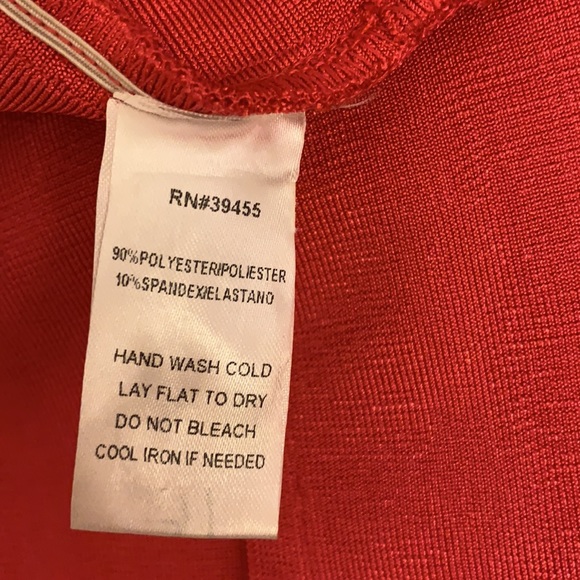 RN#39455
90%POLYESTER/POLIESTER
10%SPANDEX/ELASTANO
HAND WASH COLD
LAY FLAT TO DRY
DO NOT BLEACH
COOL IRON IF NEEDED